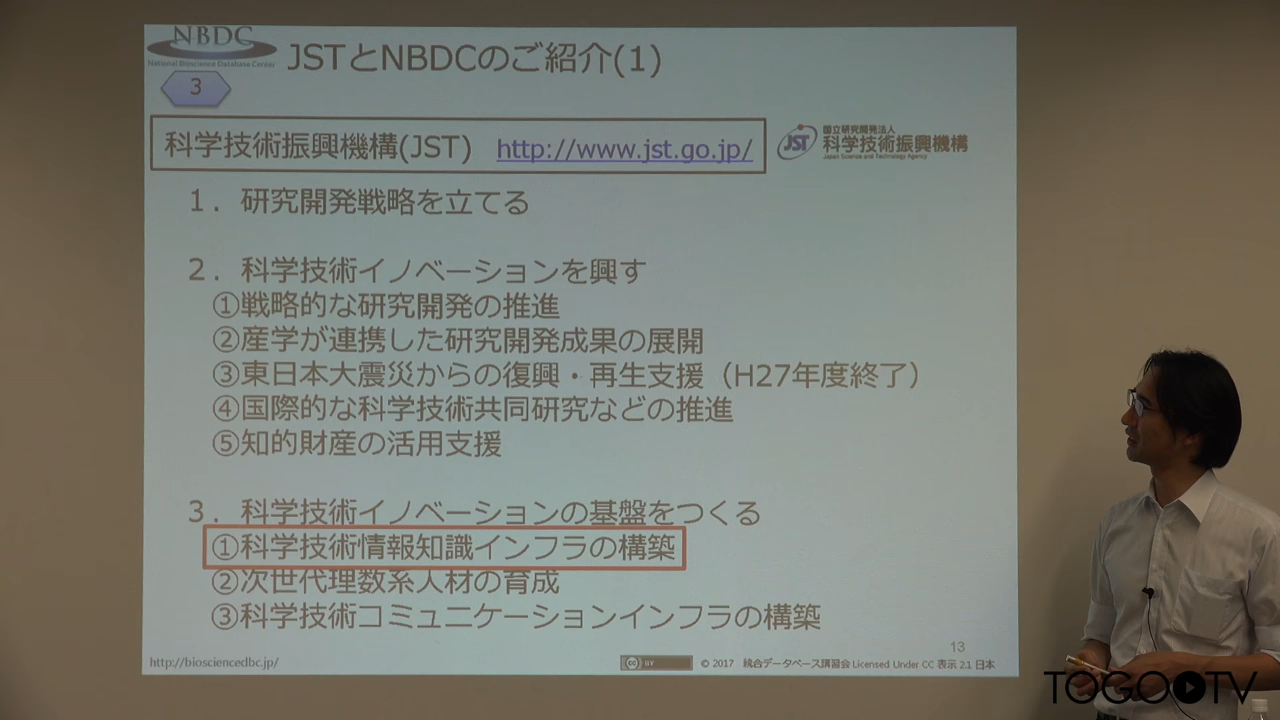 NBDC
National Bioscience Database Center
JSTとNBDCのご紹介(1)
3
科学技術振興機構(JST) http://www.jst.go.jp/
JST
国立研究開発法人
科学技術振興機構
Japan Science and Technology Agency
１．研究開発戦略を立てる
２．科学技術イノベーションを興す
①戦略的な研究開発の推進
②産学が連携した研究開発成果の展開
③東日本大震災からの復興・再生支援（H27年度終了）
④国際的な科学技術共同研究などの推進
⑤知的財産の活用支援
３．科学技術イノベーションの基盤をつくる
①科学技術情報知識インフラの構築
②次世代理数系人材の育成
③科学技術コミュニケーションインフラの構築
13
http://biosciencedbc.jp/
cc BY
© 2017 統合データベース講習会 Licensed Under CC 表示 2.1 日本
TOGOTV